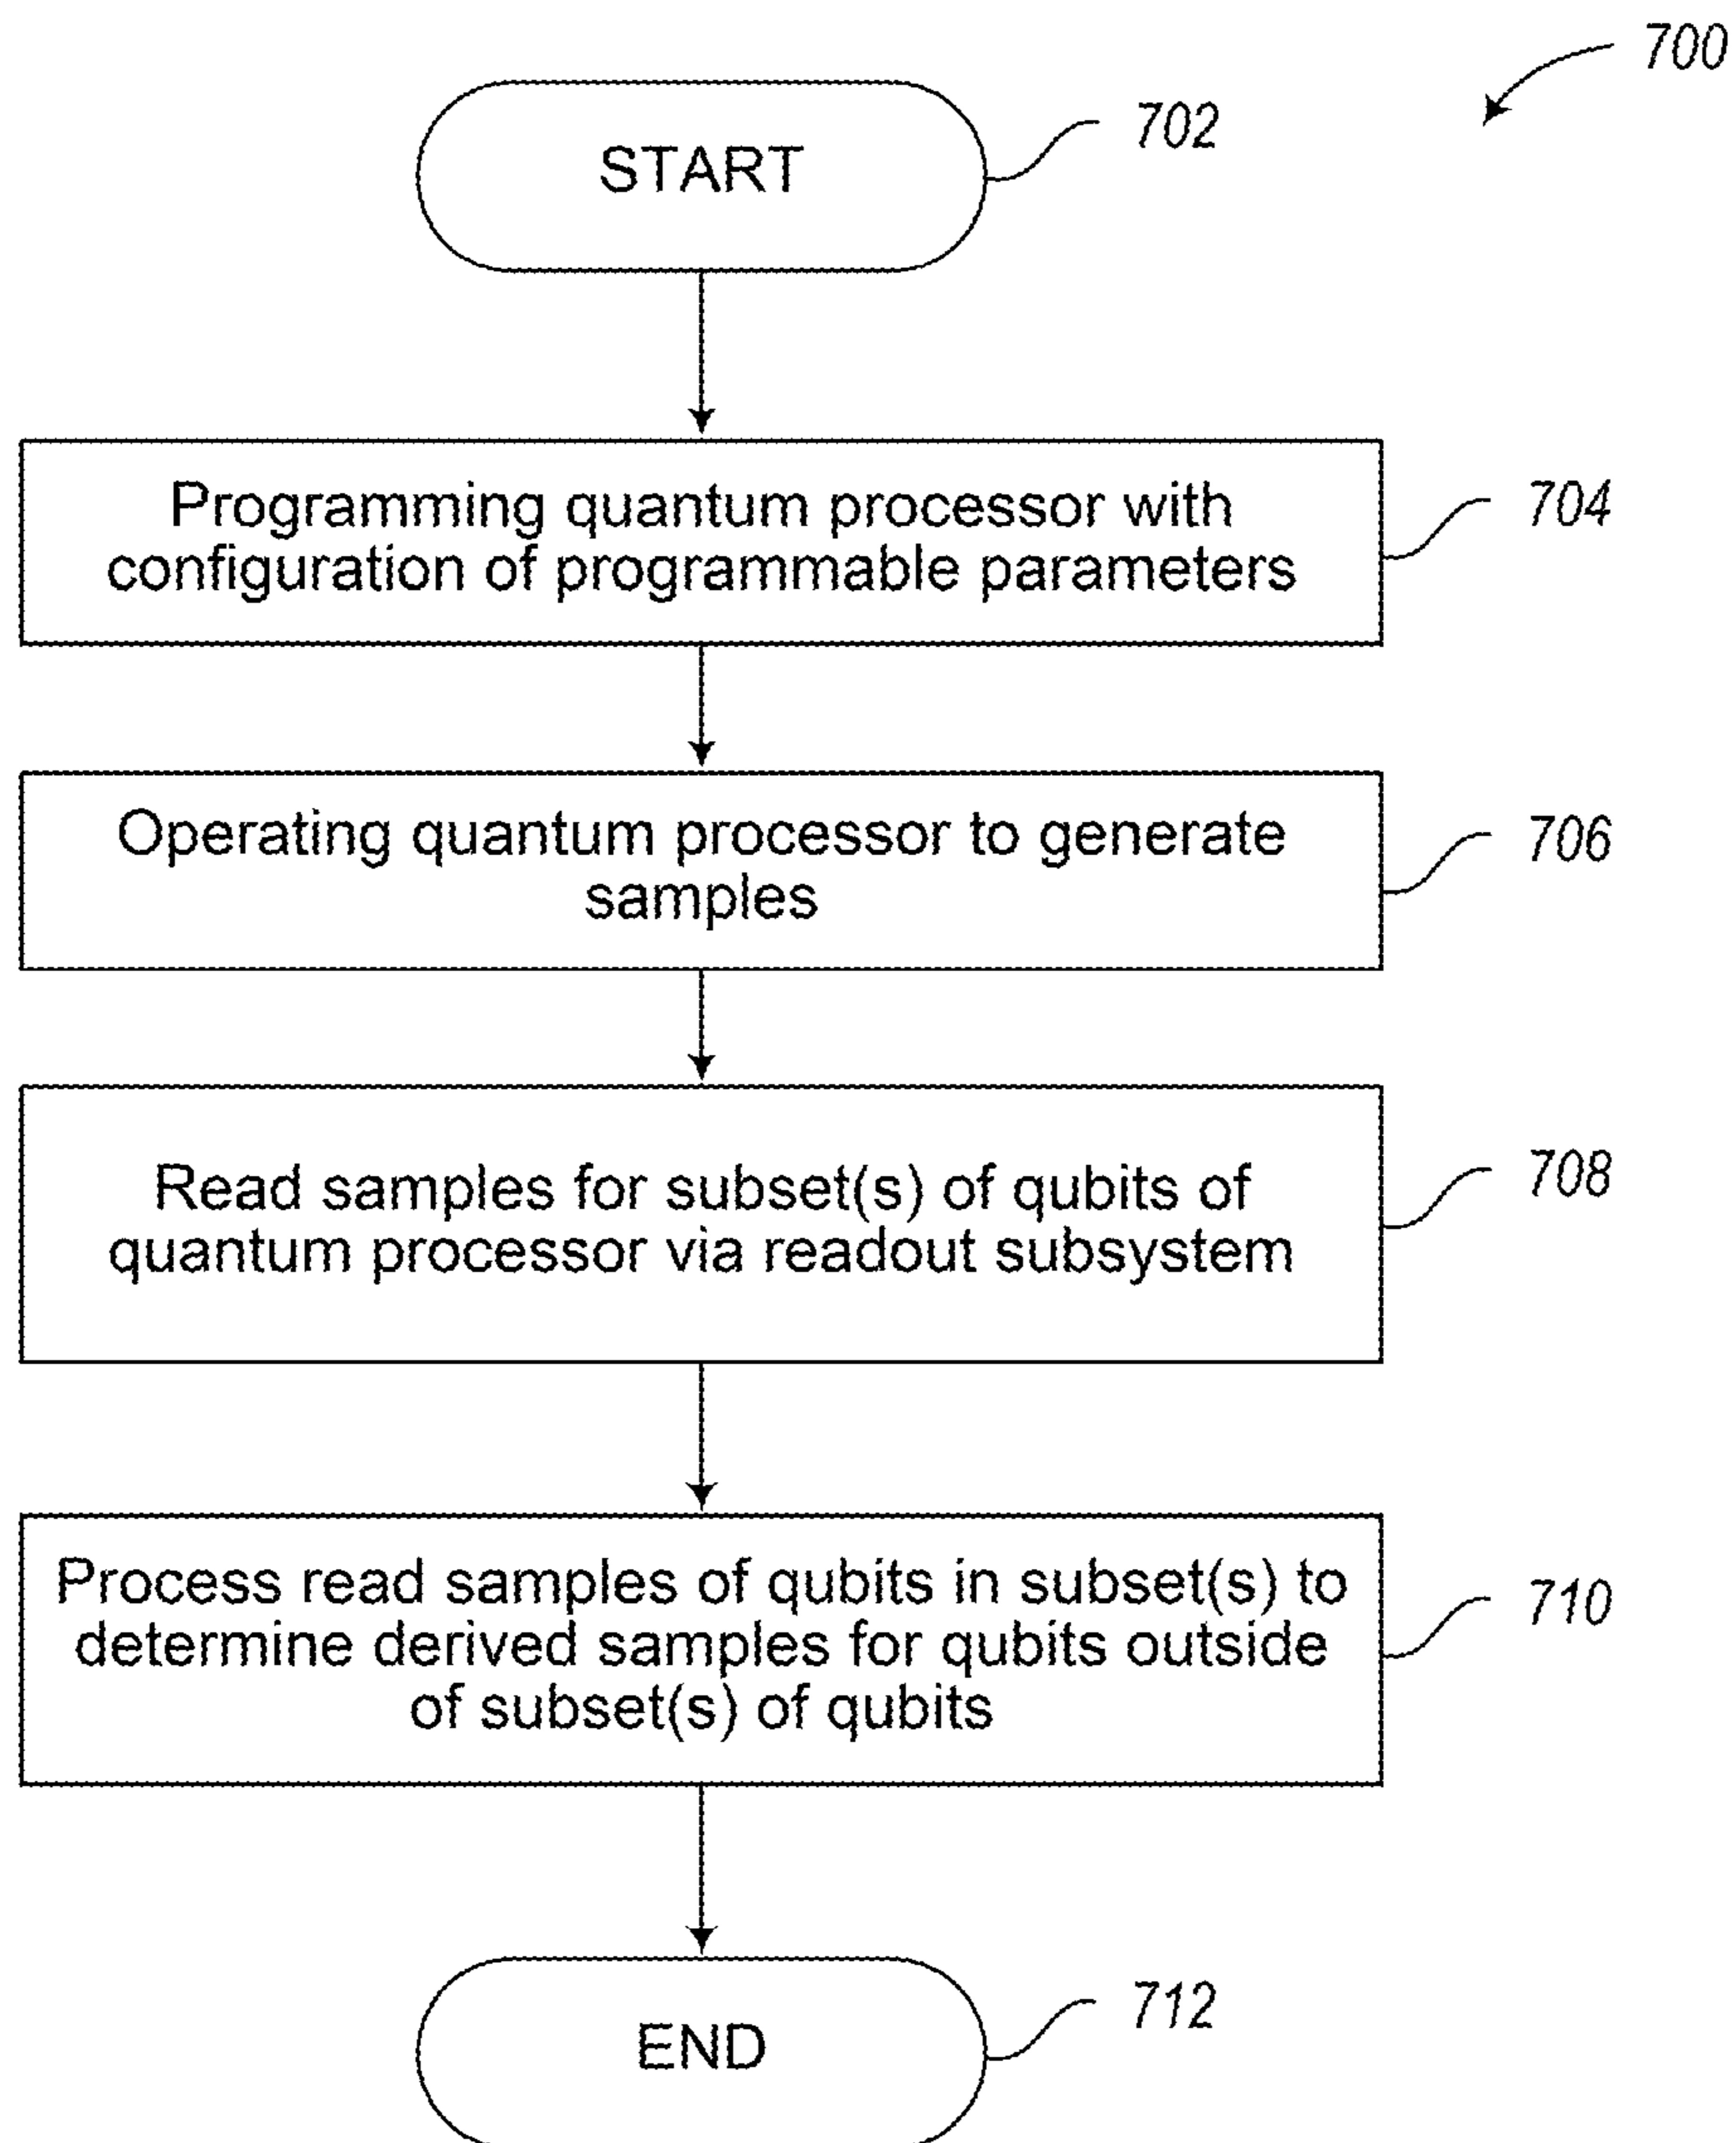 700
START
702
Programming quantum processor with
configuration of programmable parameters
704
Operating quantum processor to generate
samples
706
Read samples for subset(s) of qubits of
quantum processor via readout subsystem
708
Process read samples of qubits in subset(s) to
determine derived samples for qubits outside
of subset(s) of qubits
710
END
712